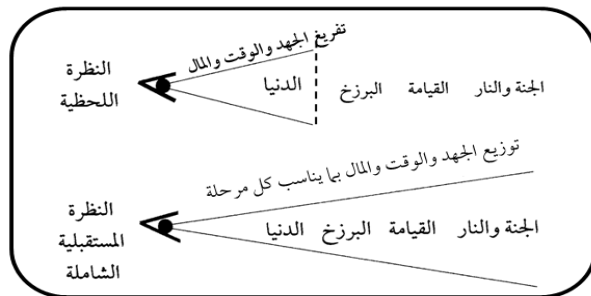 تفريغ الجهد والوقت والمال
النظرة
اللحظية
الدنيا
البرزخ
القيامة
الجنة والنار
توزيع الجهد والوقت والمال بما يناسب كل مرحلة
النظرة
المستقبلية
الشاملة
الدنيا
البرزخ
القيامة
الجنة والنار